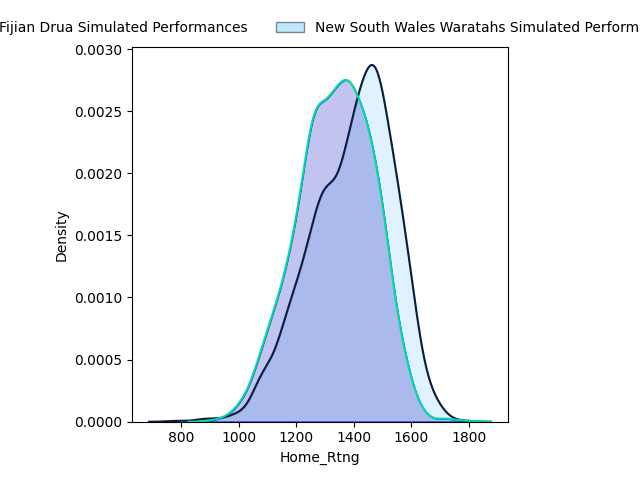 Fijian Drua Simulated Performances New South Wales Waratahs Simulated Perform
0.0030
0.0025
0.0020
0.0015
0.0010
0.0005
0.0000
Density
800 1000 1200 1400 1600 1800
Home_Rtng